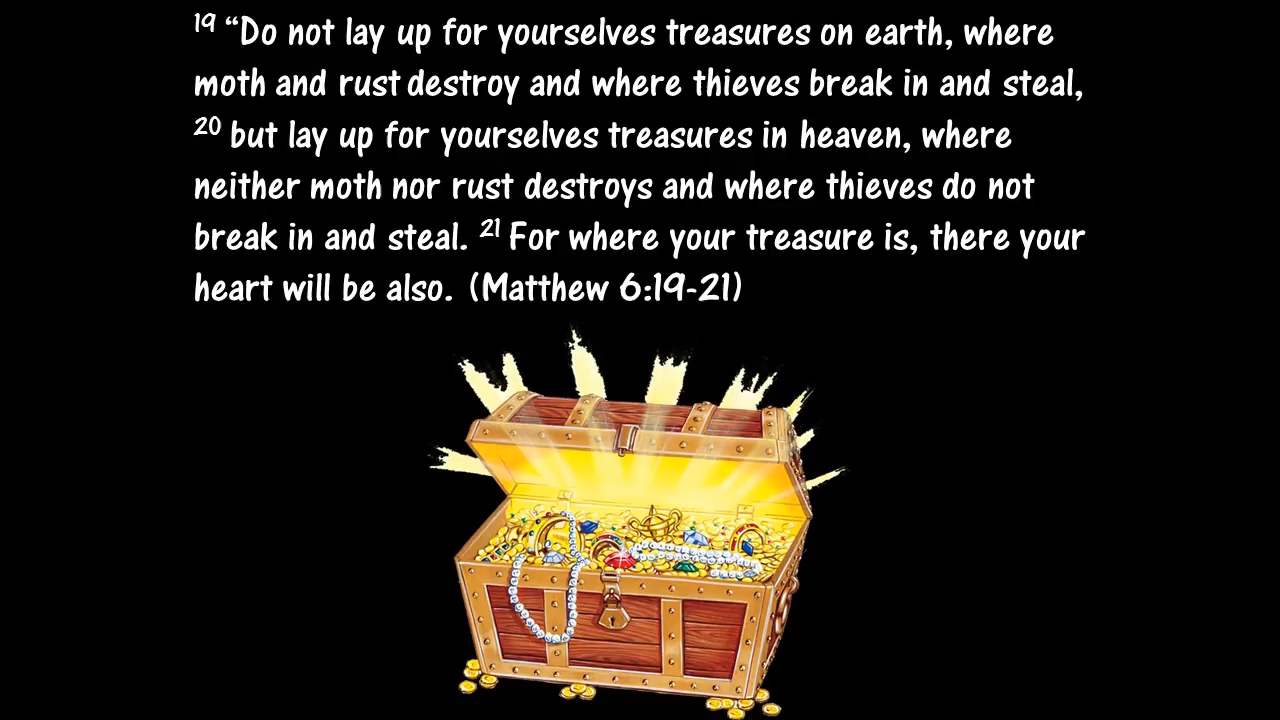 19 “Do not lay up for yourselves treasures on earth, where
moth and rust destroy and where thieves break in and steal,
20 but lay up for yourselves treasures in heaven, where
neither moth nor rust destroys and where thieves do not
break in and steal. 21 For where your treasure is, there your
heart will be also. (Matthew 6:19-21)